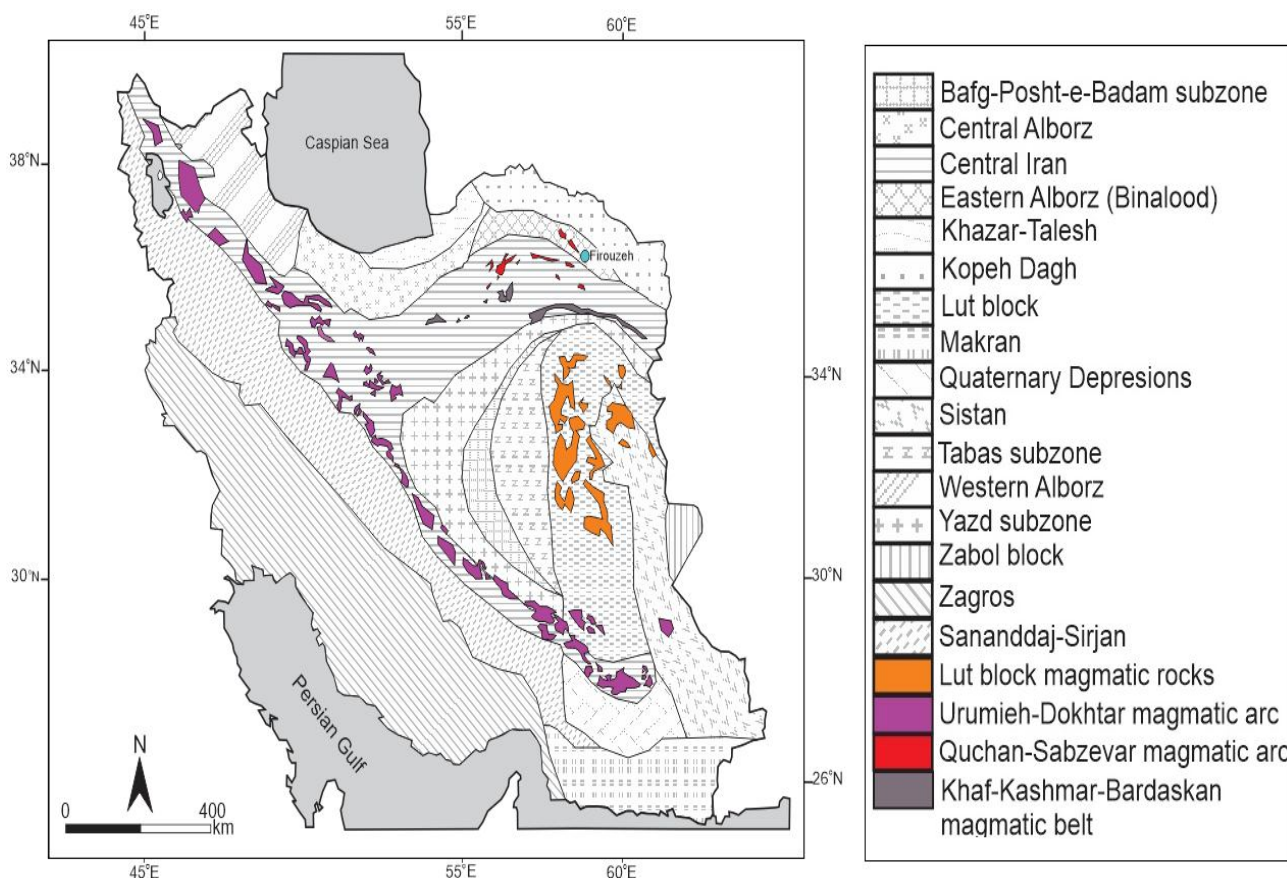 45°E
55°E
60°E
38°N
34°N
30°N
34°N
30°N
26°N
Caspian Sea
Firouzeh
Persian Gulf
N
0
400
km
45°E
55°E
60°E
Bafg-Posht-e-Badam subzone
Central Alborz
Central Iran
Eastern Alborz (Binalood)
Khazar-Talesh
Kopeh Dagh
Lut block
Makran
Quaternary Depresions
Sistan
Tabas subzone
Western Alborz
Yazd subzone
Zabol block
Zagros
Sananddaj-Sirjan
Lut block magmatic rocks
Urumieh-Dokhtar magmatic arc
Quchan-Sabzevar magmatic arc
Khaf-Kashmar-Bardaskan
magmatic belt